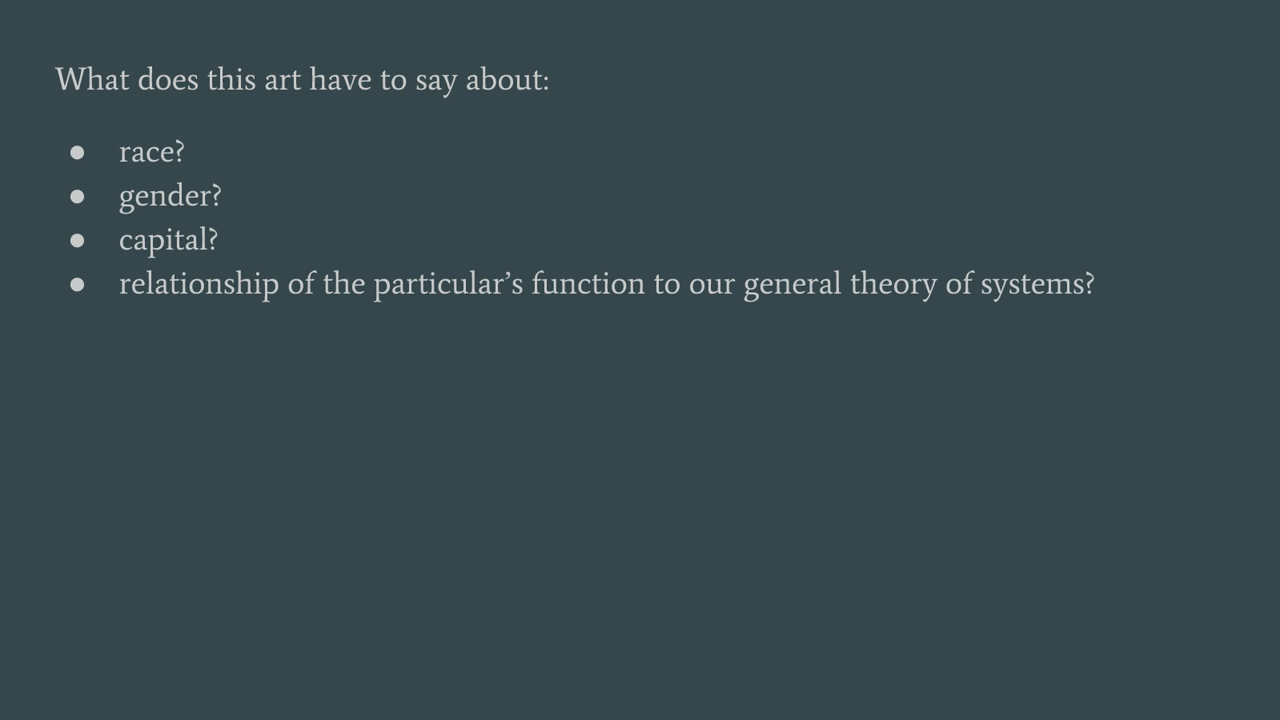 What does this art have to say about:
● race?
● gender?
● capital?
● relationship of the particular’s function to our general theory of systems?